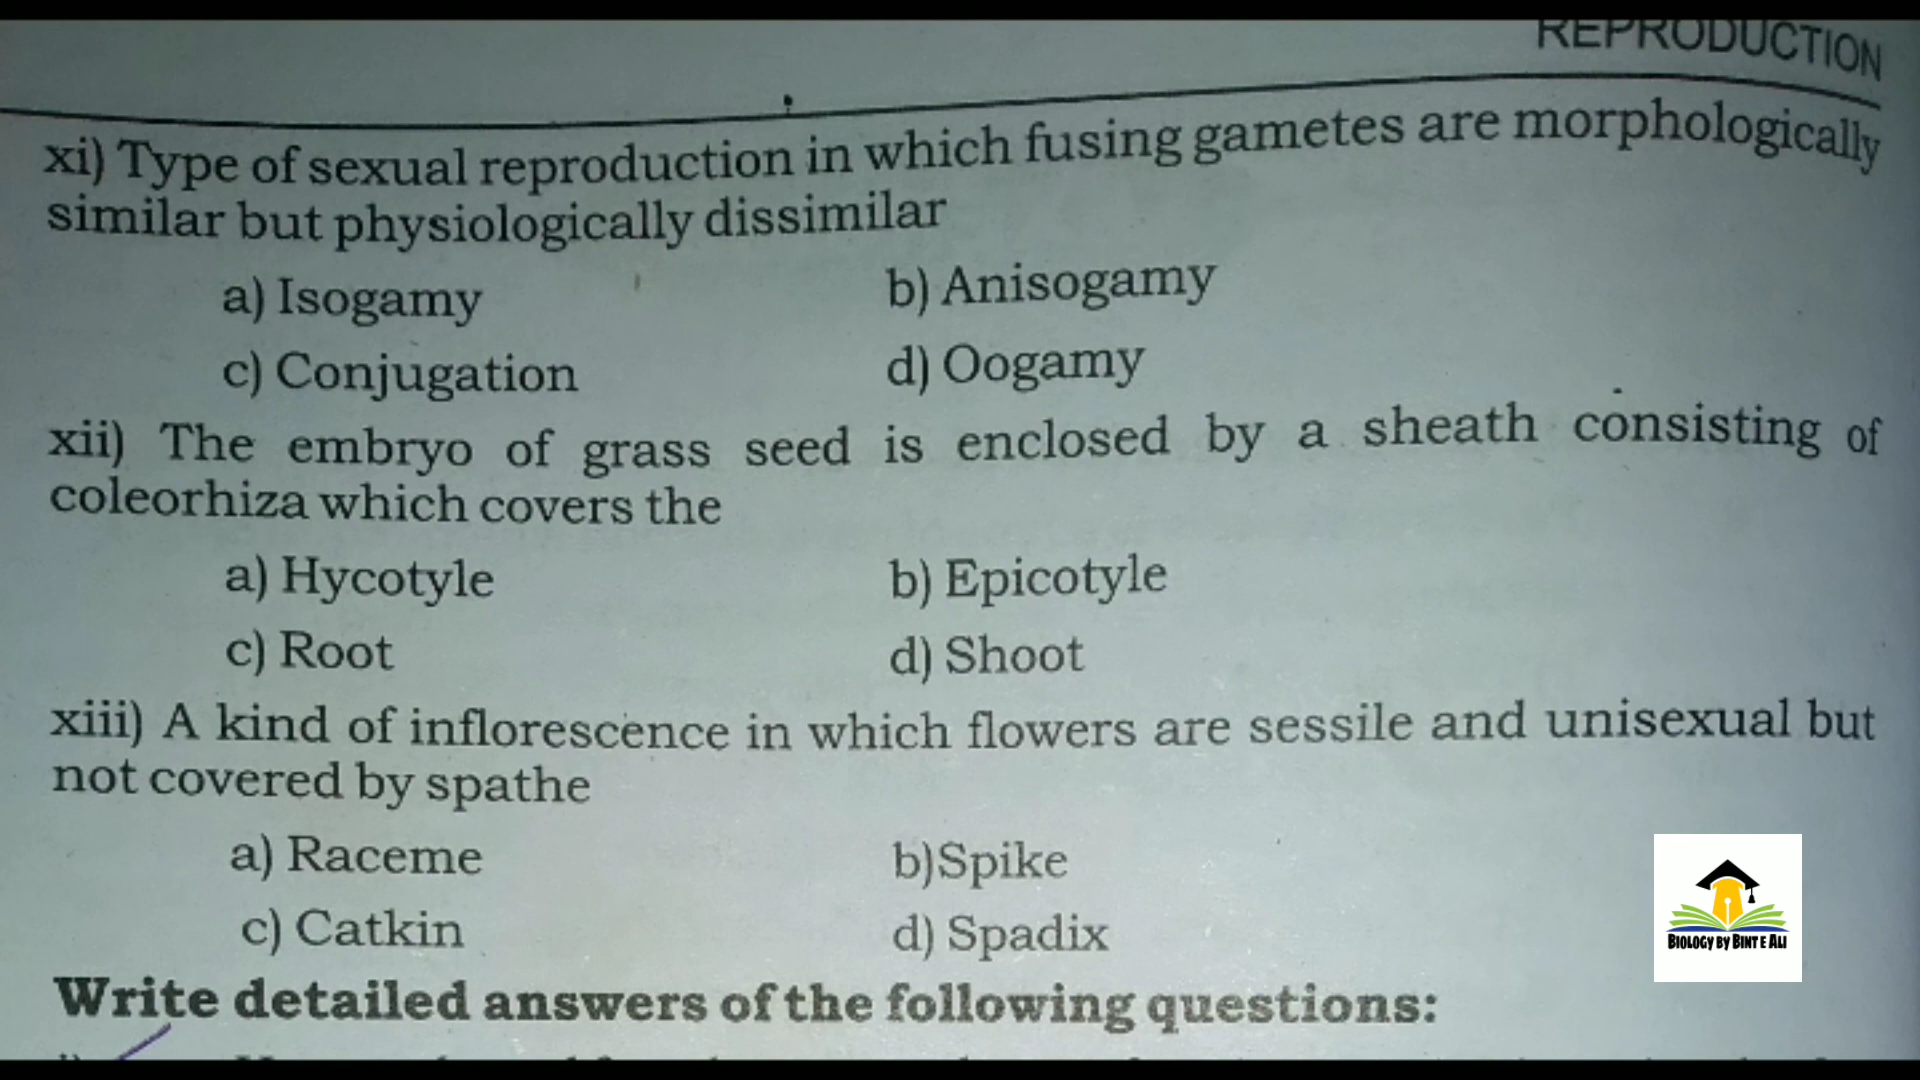 REPRODUCTION
xi) Type of sexual reproduction in which fusing gametes are morphologically
similar but physiologically dissimilar
a) Isogamy b) Anisogamy
c) Conjugation d) Oogamy
xii) The embryo of grass seed is enclosed by a sheath consisting of
coleorhiza which covers the
a) Hycotyle b) Epicotyle
c) Root d) Shoot
xiii) A kind of inflorescence in which flowers are sessile and unisexual but
not covered by spathe
a) Raceme b)Spike
c) Catkin d) Spadix
BIOLOGY BY BINT E ALI
Write detailed answers of the following questions: